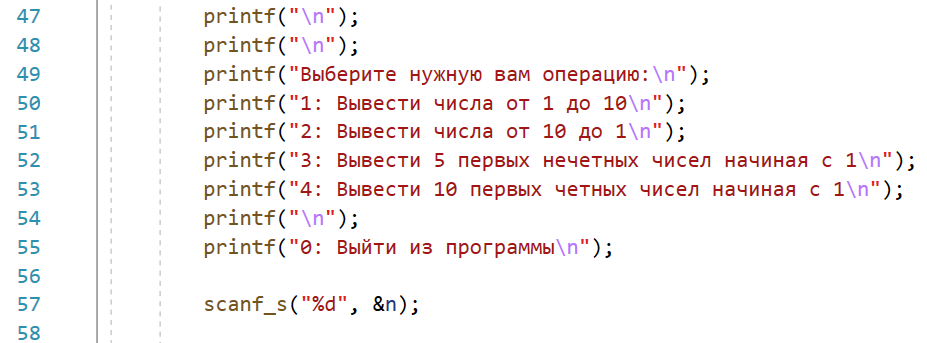 47 printf("\n");
48 printf("\n");
49 printf("Выберите нужную вам операцию:\n");
50 printf("1: Вывести числа от 1 до 10\n");
51 printf("2: Вывести числа от 10 до 1\n");
52 printf("3: Вывести 5 первых нечетных чисел начиная с 1\n");
53 printf("4: Вывести 10 первых четных чисел начиная с 1\n");
54 printf("\n");
55 printf("0: Выйти из программы\n");
56
57 scanf_s("%d", &n);
58